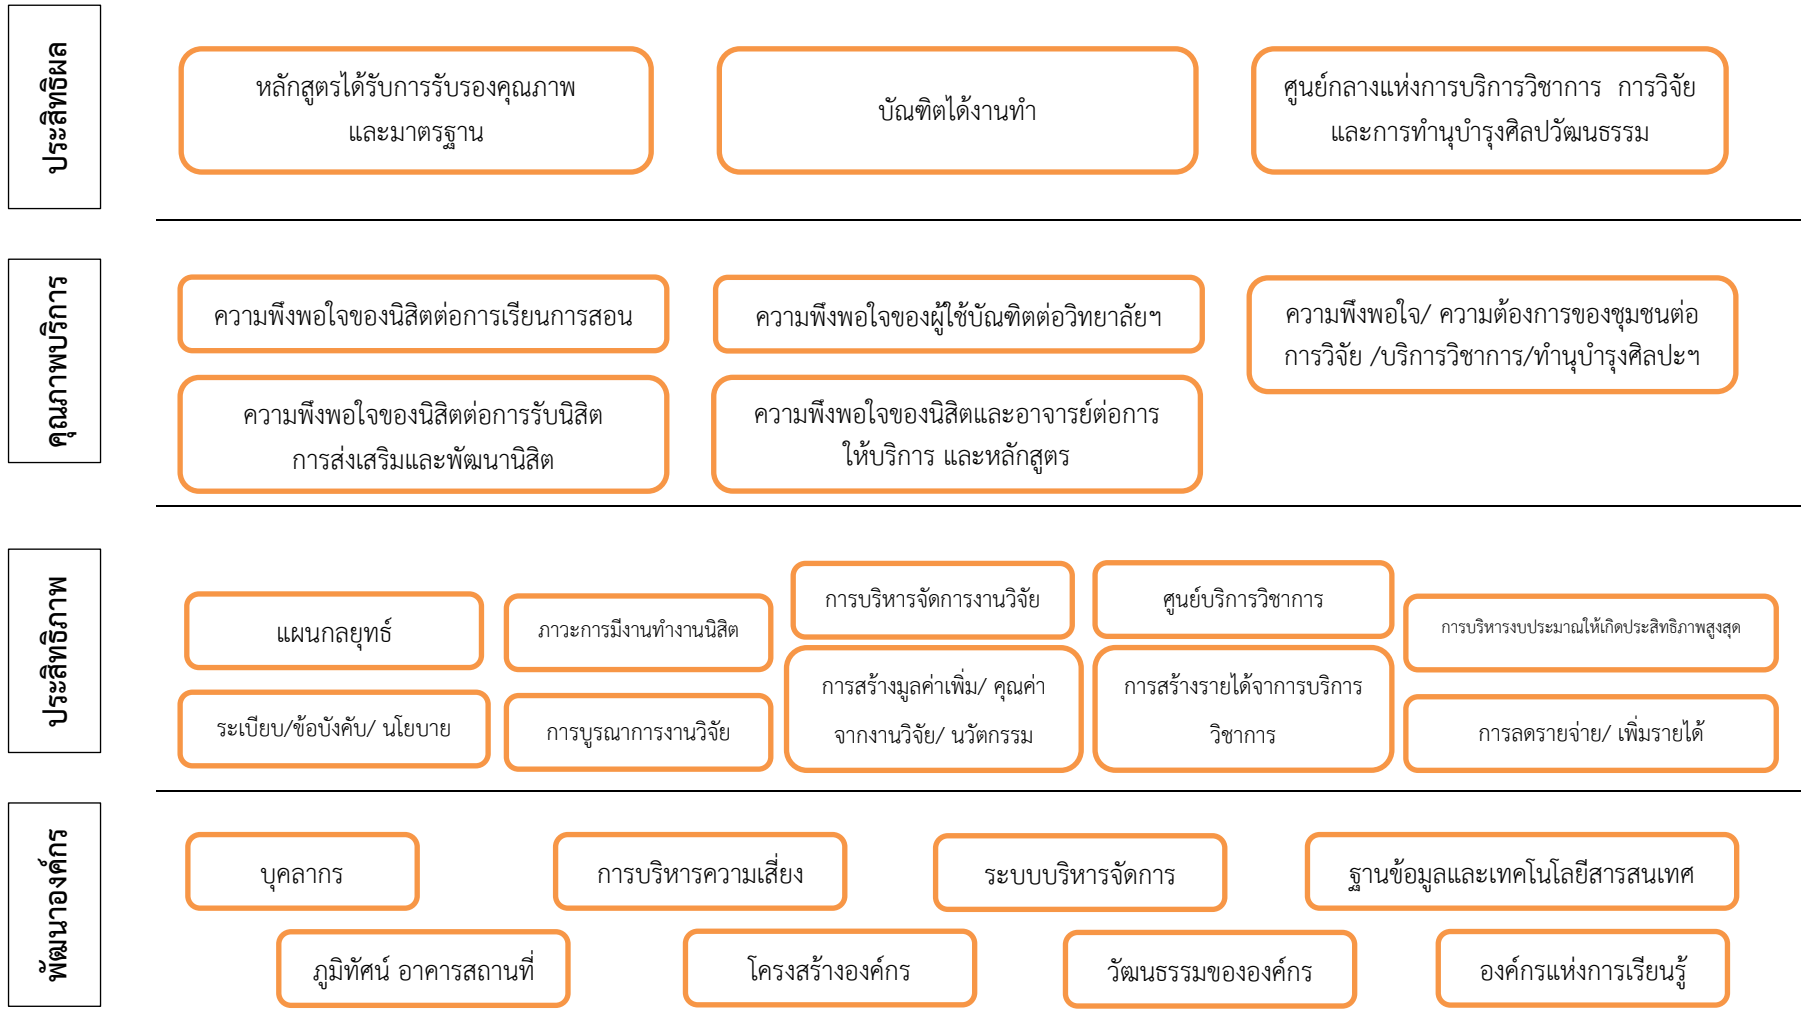 ประสิทธิผล
หลักสูตรได้รับการรับรองคุณภาพ
และมาตรฐาน
บัณฑิตได้งานทำ
ศูนย์กลางแห่งการบริการวิชาการ การวิจัย
และการทำนุบำรุงศิลปวัฒนธรรม
คุณภาพบริการ
ความพึงพอใจของนิสิตต่อการเรียนการสอน
ความพึงพอใจของผู้ใช้บัณฑิตต่อวิทยาลัยฯ
ความพึงพอใจ/ ความต้องการของชุมชนต่อ
การวิจัย /บริการวิชาการ/ทำนุบำรุงศิลปะฯ
ความพึงพอใจของนิสิตต่อการรับนิสิต
การส่งเสริมและพัฒนานิสิต
ความพึงพอใจของนิสิตและอาจารย์ต่อการ
ให้บริการ และหลักสูตร
ประสิทธิภาพ
แผนกลยุทธ์
ภาวะการมีงานทำงานนิสิต
การบริหารจัดการงานวิจัย
ศูนย์บริการวิชาการ
การบริหารงบประมาณให้เกิดประสิทธิภาพสูงสุด
ระเบียบ/ข้อบังคับ/ นโยบาย
การบูรณาการงานวิจัย
การสร้างมูลค่าเพิ่ม/ คุณค่า
จากงานวิจัย/ นวัตกรรม
การสร้างรายได้จาการบริการ
วิชาการ
การลดรายจ่าย/ เพิ่มรายได้
พัฒนาองค์กร
บุคลากร
การบริหารความเสี่ยง
ระบบบริหารจัดการ
ฐานข้อมูลและเทคโนโลยีสารสนเทศ
ภูมิทัศน์ อาคารสถานที่
โครงสร้างองค์กร
วัฒนธรรมขององค์กร
องค์กรแห่งการเรียนรู้